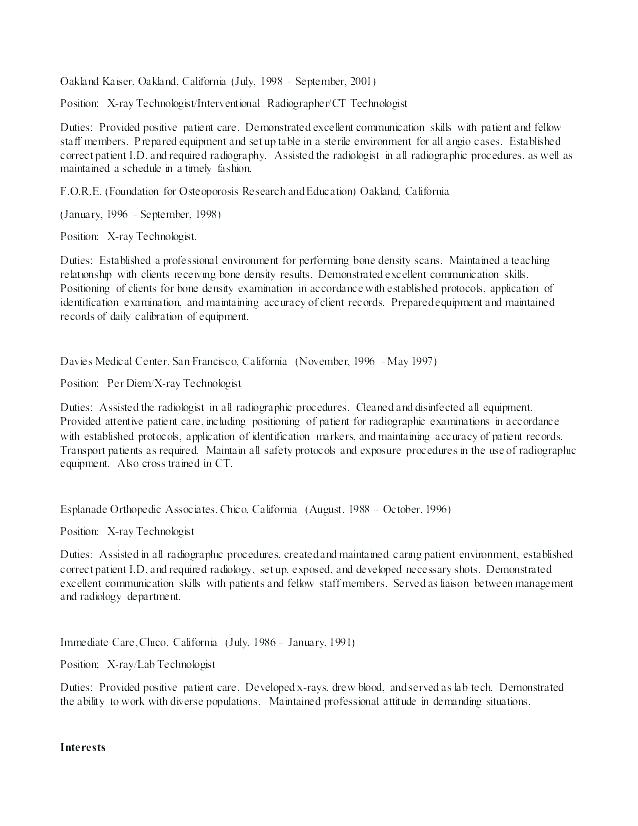 Oakland Kaiser, Oakland, California (July, 1998 – September, 2001)
Position: X-ray Technologist/Interventional Radiographer/CT Technologist
Duties: Provided positive patient care. Demonstrated excellent communication skills with patient and fellow
staff members. Prepared equipment and set up table in a sterile environment for all angio cases. Established
correct patient I.D. and required radiography. Assisted the radiologist in all radiographic procedures, as well as
maintained a schedule in a timely fashion.
F.O.R.E. (Foundation for Osteoporosis Research and Education) Oakland, California
(January, 1996 – September, 1998)
Position: X-ray Technologist.
Duties: Established a professional environment for performing bone density scans. Maintained a teaching
relationship with clients receiving bone density results. Demonstrated excellent communication skills.
Positioning of clients for bone density examination in accordance with established protocols, application of
identification examination, and maintaining accuracy of client records. Prepared equipment and maintained
records of daily calibration of equipment.
Davies Medical Center, San Francisco, California (November, 1996 – May 1997)
Position: Per Diem/X-ray Technologist
Duties: Assisted the radiologist in all radiographic procedures. Cleaned and disinfected all equipment.
Provided attentive patient care, including positioning of patient for radiographic examinations in accordance
with established protocols, application of identification markers, and maintaining accuracy of patient records.
Transport patients as required. Maintain all safety protocols and exposure procedures in the use of radiographic
equipment. Also cross trained in CT.
Esplanade Orthopedic Associates, Chico, California (August, 1988 – October, 1996)
Position: X-ray Technologist
Duties: Assisted in all radiographic procedures, created and maintained caring patient environment, established
correct patient I.D. and required radiology, set up, exposed, and developed necessary shots. Demonstrated
excellent communication skills with patients and fellow staff members. Served as liaison between management
and radiology department.
Immediate Care, Chico, California (July, 1986 – January, 1991)
Position: X-ray/Lab Technologist
Duties: Provided positive patient care. Developed x-rays, drew blood, and served as lab tech. Demonstrated
the ability to work with diverse populations. Maintained professional attitude in demanding situations.
Interests